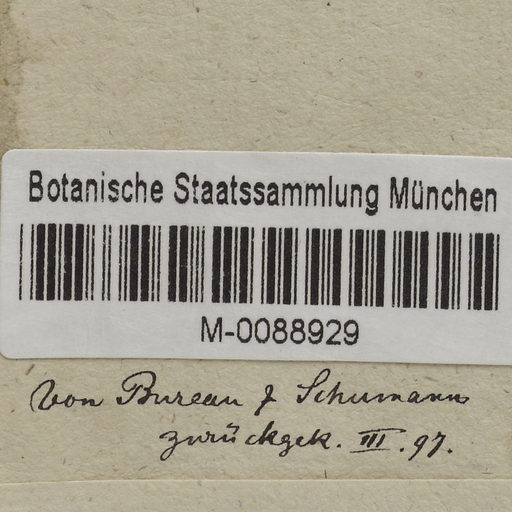 Botanische Staatssammlung München
M-0088929
Von Bureau & Schumann
zurückgek. III. 97.